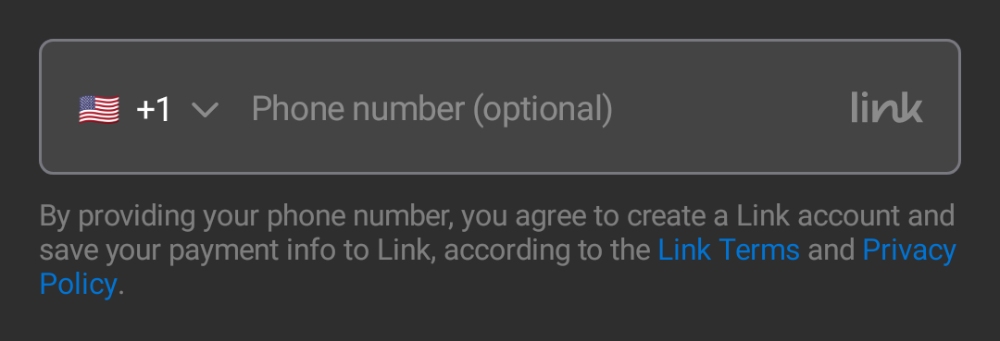 +1 Phone number (optional) link
By providing your phone number, you agree to create a Link account and
save your payment info to Link, according to the Link Terms and Privacy
Policy.